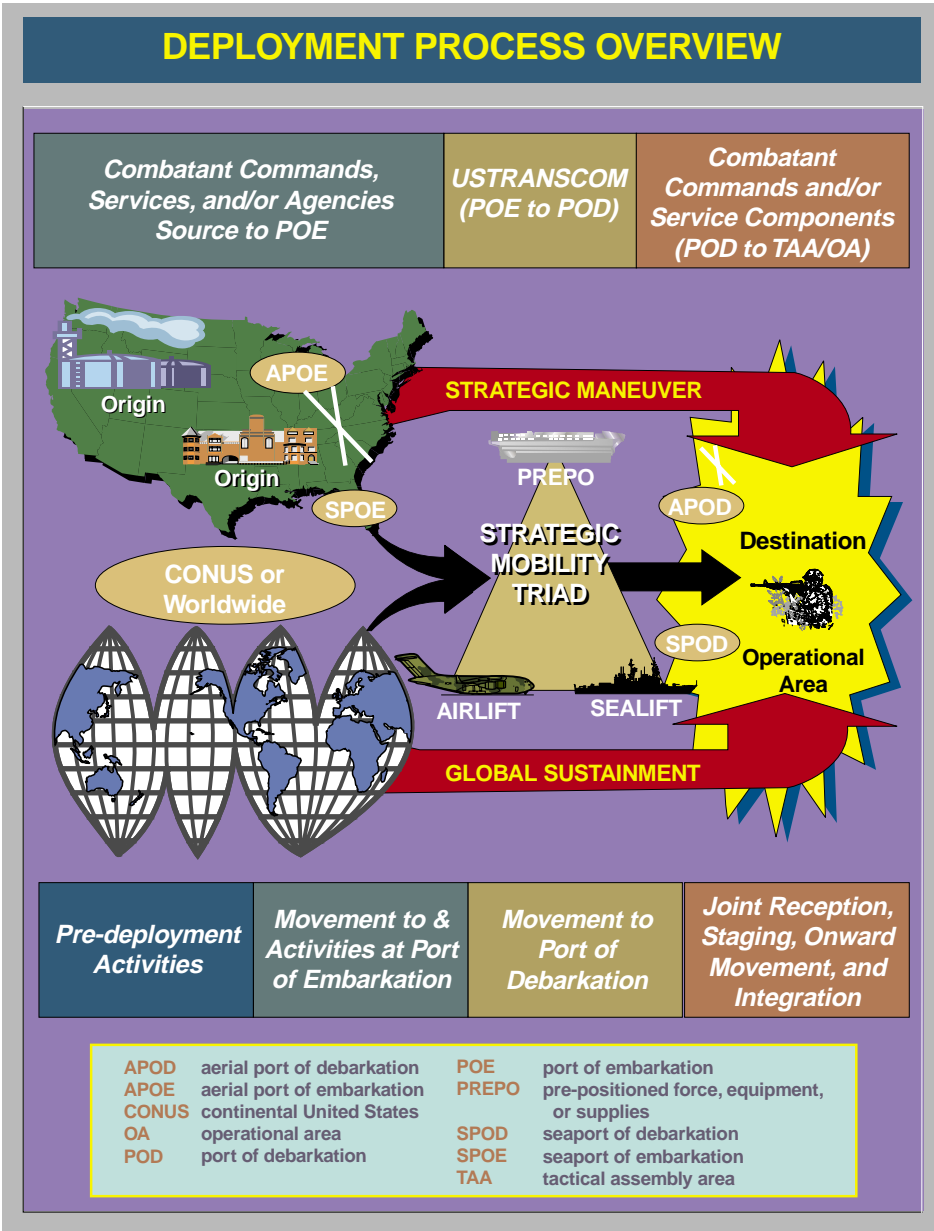 DEPLOYMENT PROCESS OVERVIEW
Combatant Commands,
Services, and/or Agencies
Source to POE
USTRANSCOM
(POE to POD)
Combatant
Commands and/or
Service Components
(POD to TAA/OA)
APOE
Origin
Origin
SPOE
STRATEGIC MANEUVER
PREPO
APOD
STRATEGIC
MOBILITY
TRIAD
Destination
CONUS or
Worldwide
SPOD
Operational
Area
AIRLIFT
SEALIFT
GLOBAL SUSTAINMENT
Pre-deployment
Activities
Movement to &
Activities at Port
of Embarkation
Movement to
Port of
Debarkation
Joint Reception,
Staging, Onward
Movement, and
Integration
APOD aerial port of debarkation
APOE aerial port of embarkation
CONUS continental United States
OA operational area
POD port of debarkation
POE port of embarkation
PREPO pre-positioned force, equipment,
or supplies
SPOD seaport of debarkation
SPOE seaport of embarkation
TAA tactical assembly area